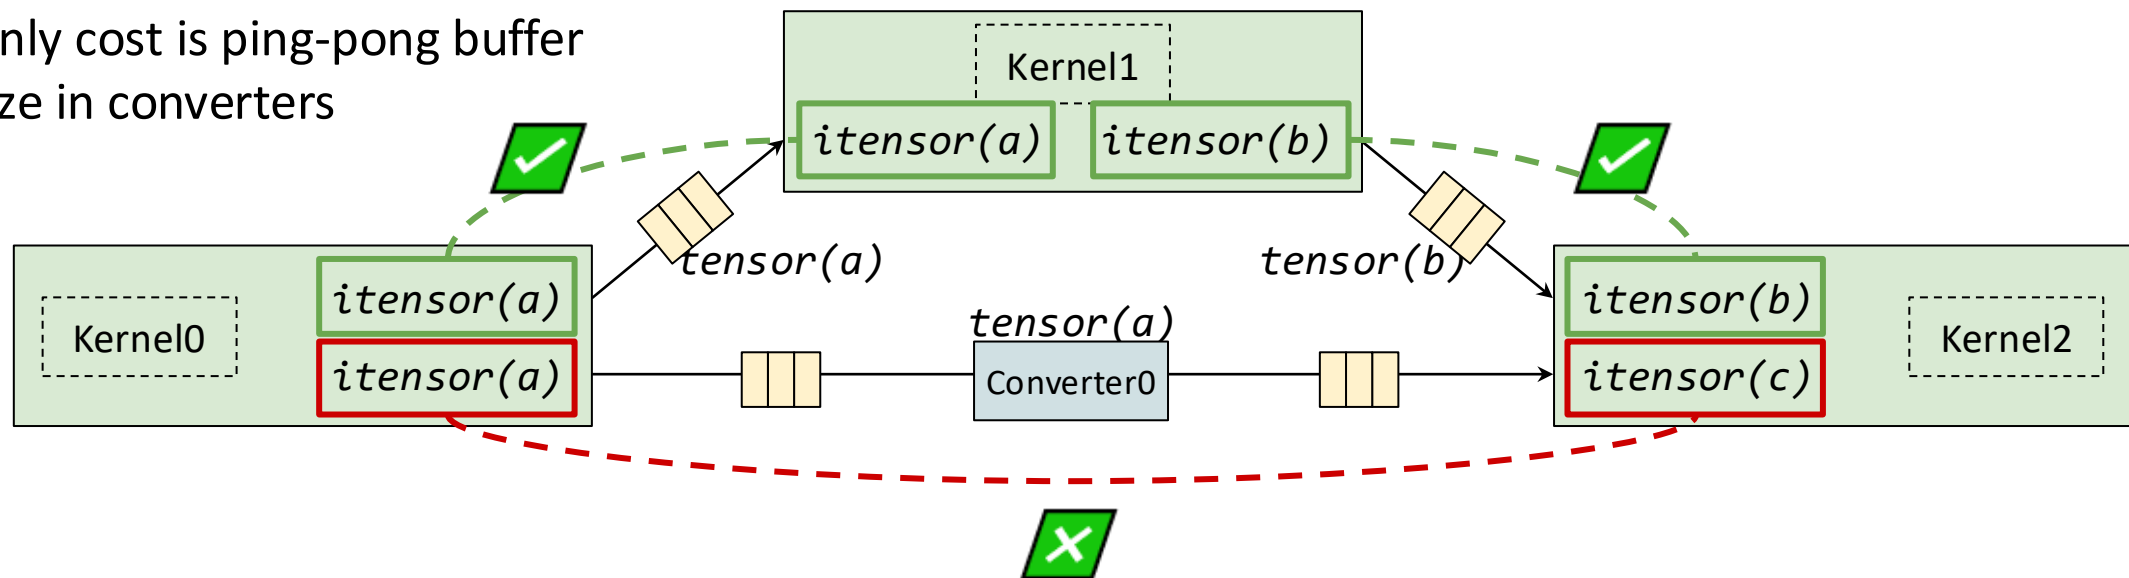 nly cost is ping-pong buffer
ze in converters
Kernel1
itensor(a) itensor(b)
tensor(a)
tensor(b)
Kernel0
itensor(a)
itensor(a)
tensor(a)
Converter0
itensor(b)
itensor(c)
Kernel2